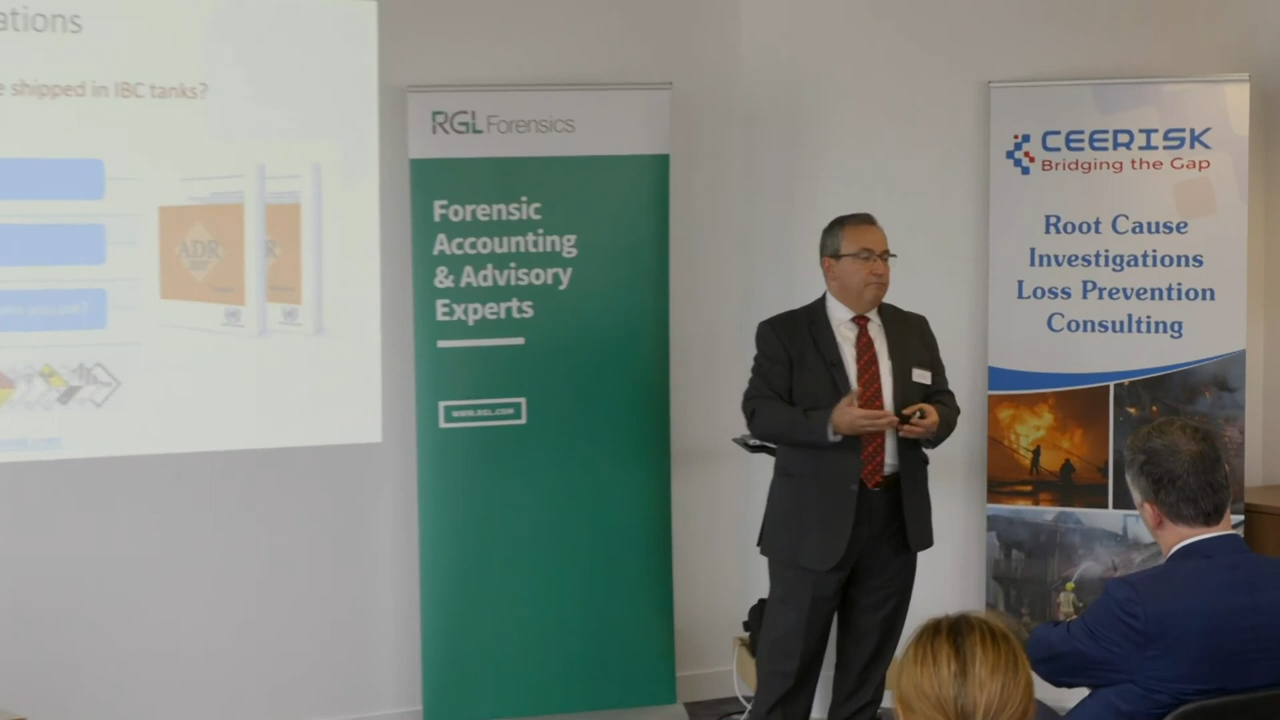 ations
e shipped in IBC tanks?
ADR
RGL Forensics
Forensic
Accounting
& Advisory
Experts
WWW.RGL.COM
CEERISK
Bridging the Gap
Root Cause
Investigations
Loss Prevention
Consulting